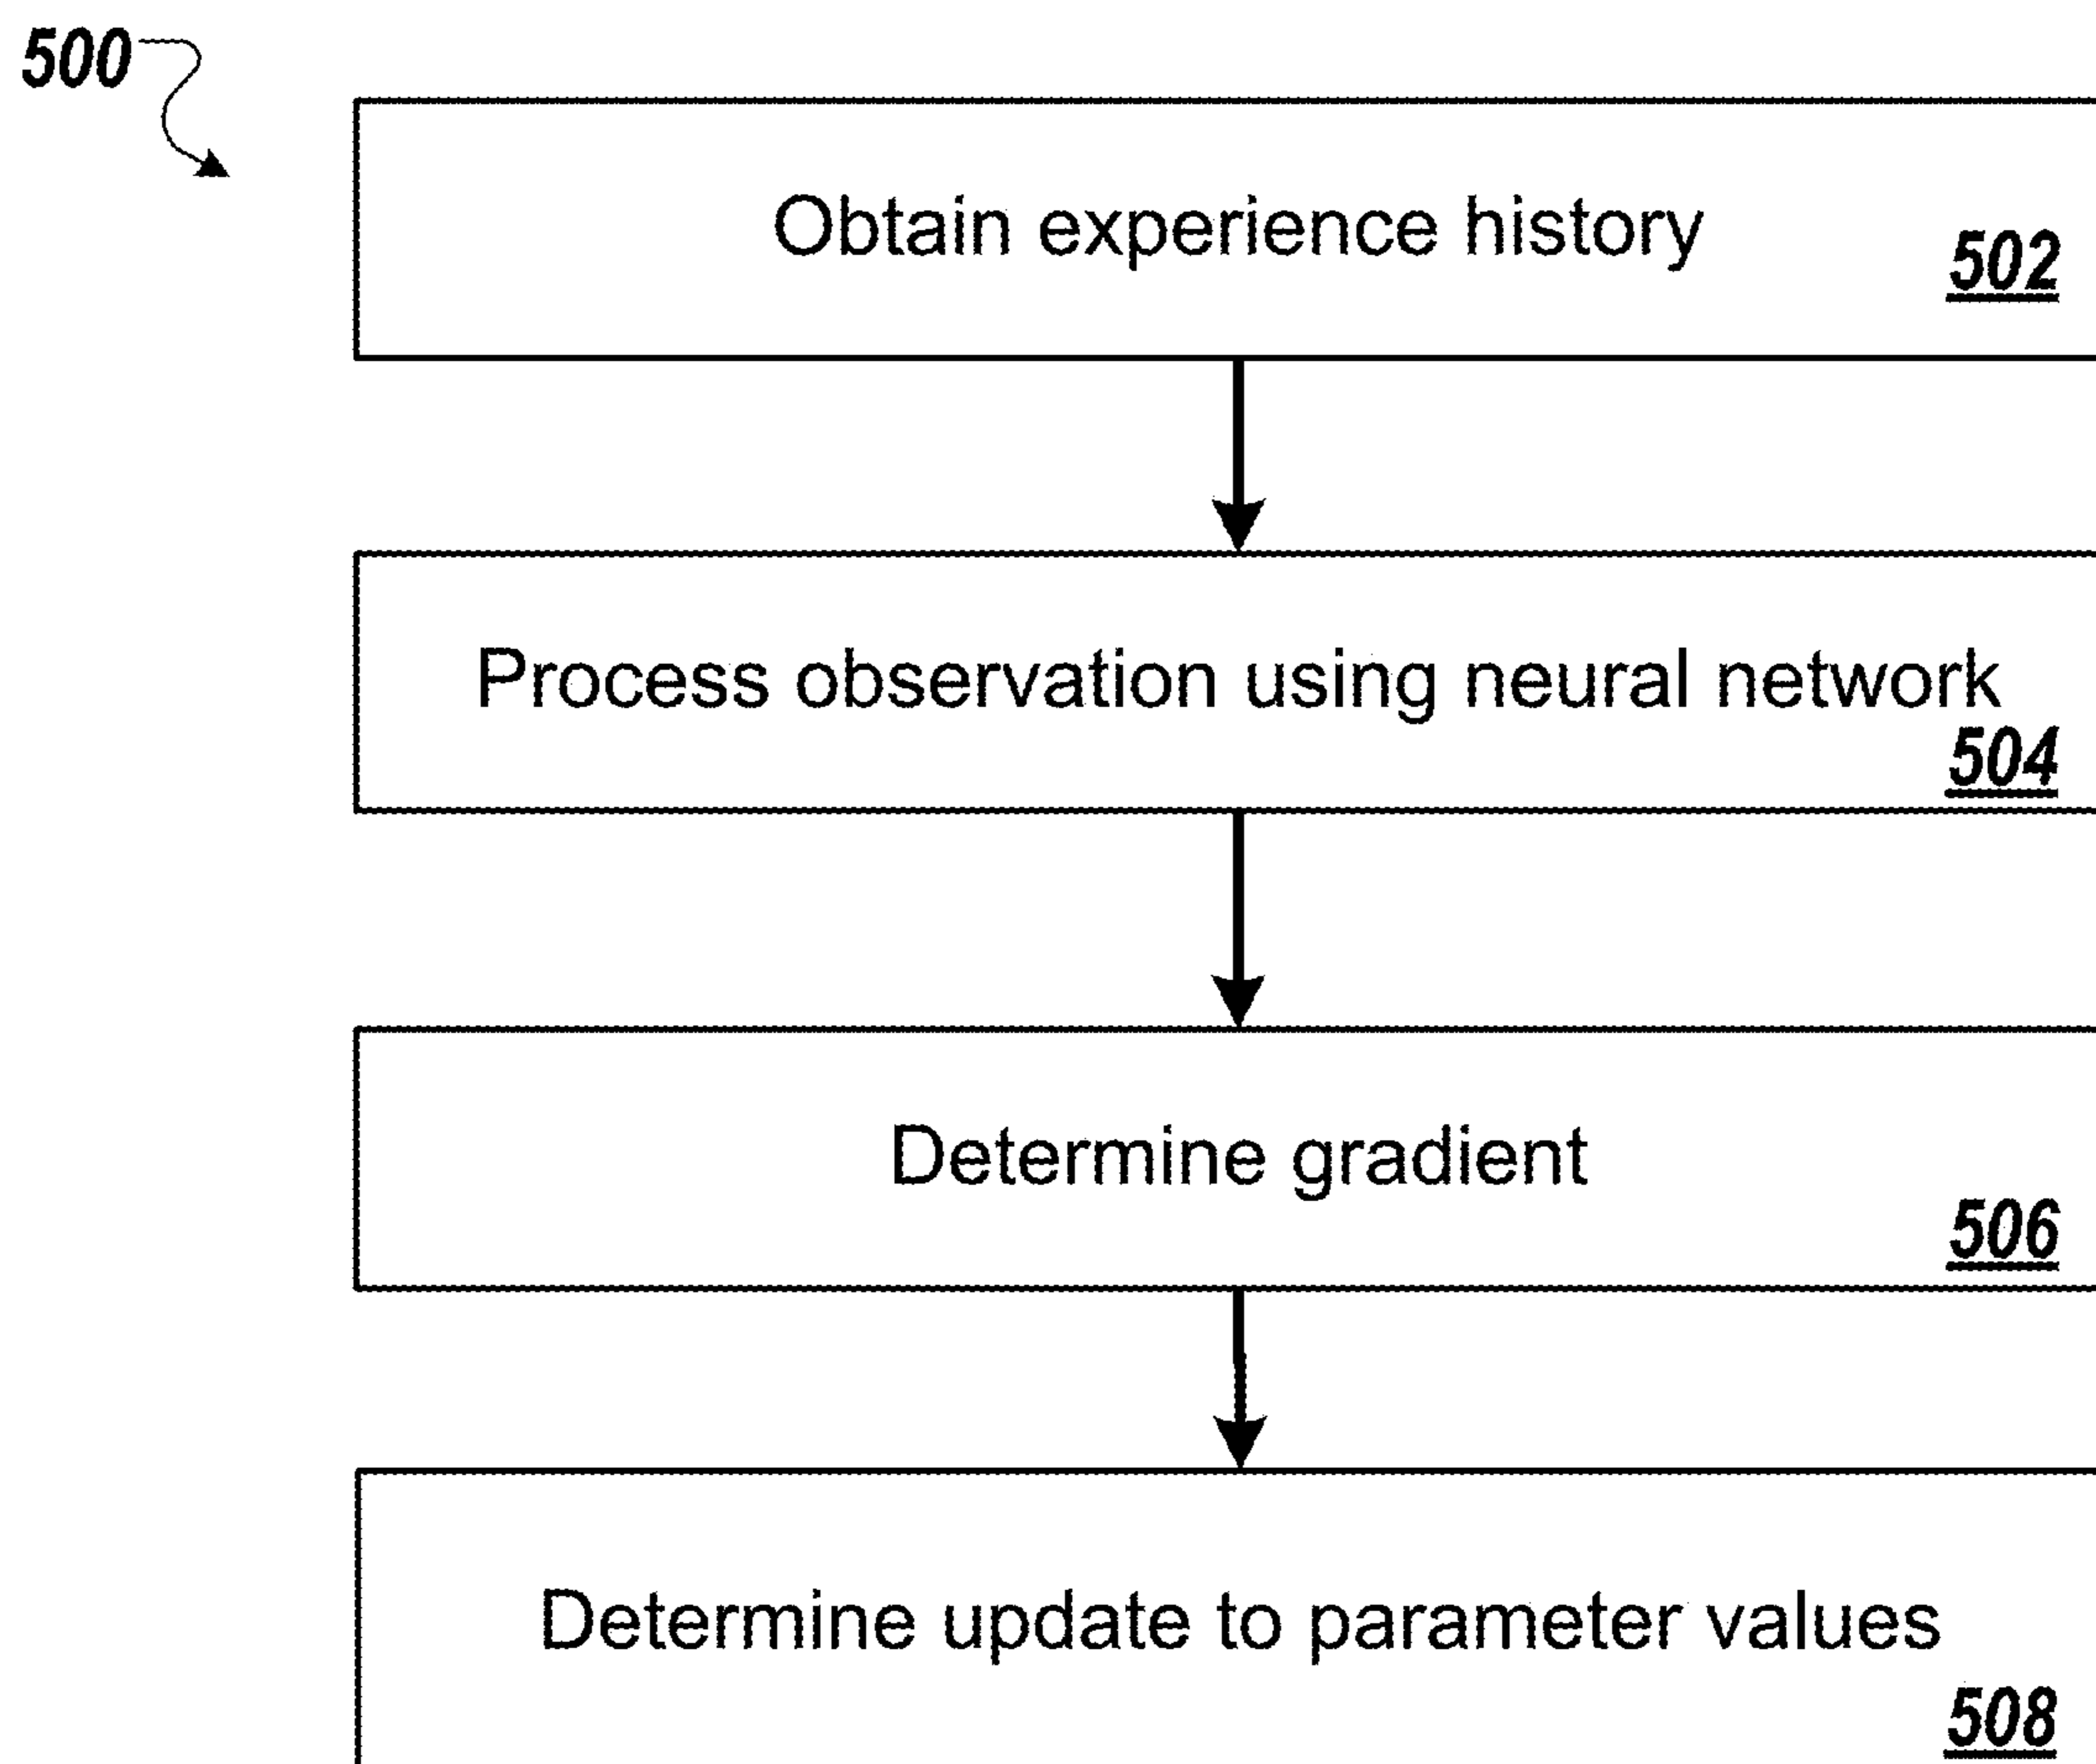 500
Obtain experience history
502
Process observation using neural network
504
Determine gradient
506
Determine update to parameter values
508